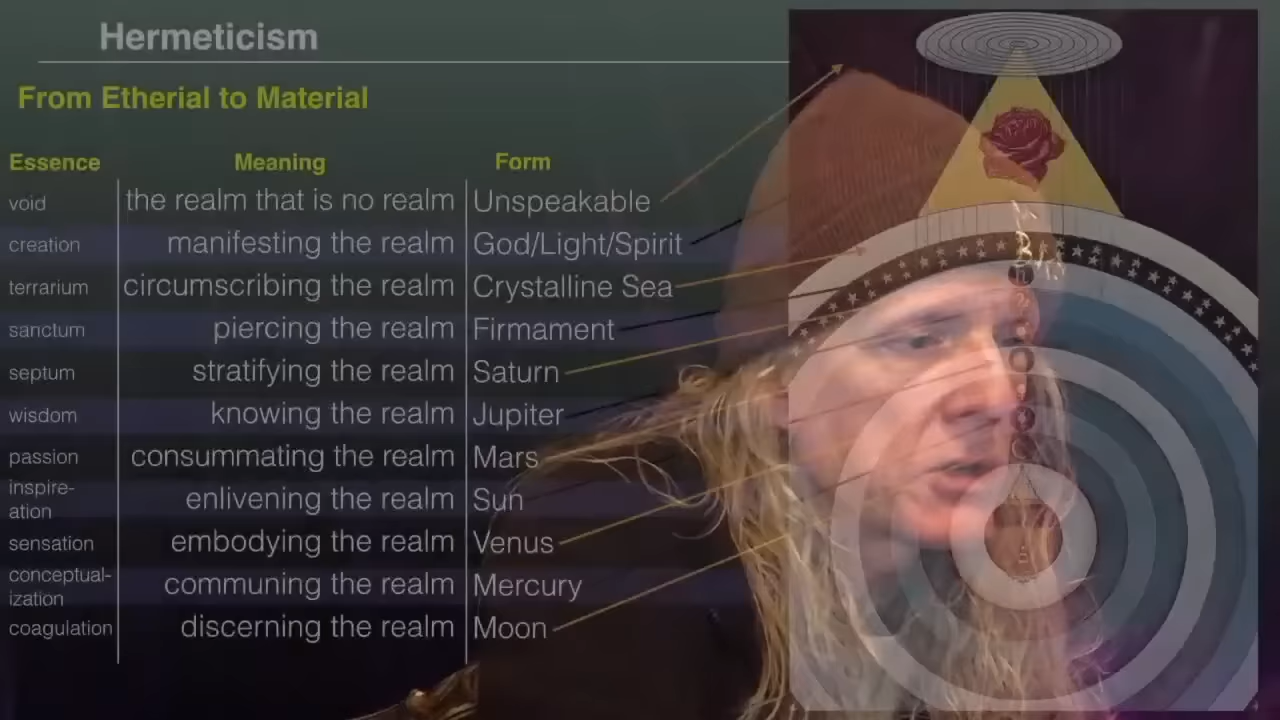 Hermeticism
From Etherial to Material
Essence Meaning Form
void the realm that is no realm Unspeakable
creation manifesting the realm God/Light/Spirit
terrarium circumscribing the realm Crystalline Sea
sanctum piercing the realm Firmament
septum stratifying the realm Saturn
wisdom knowing the realm Jupiter
passion consummating the realm Mars
inspire-
ation enlivening the realm Sun
sensation embodying the realm Venus
conceptual-
ization communing the realm Mercury
coagulation discerning the realm Moon